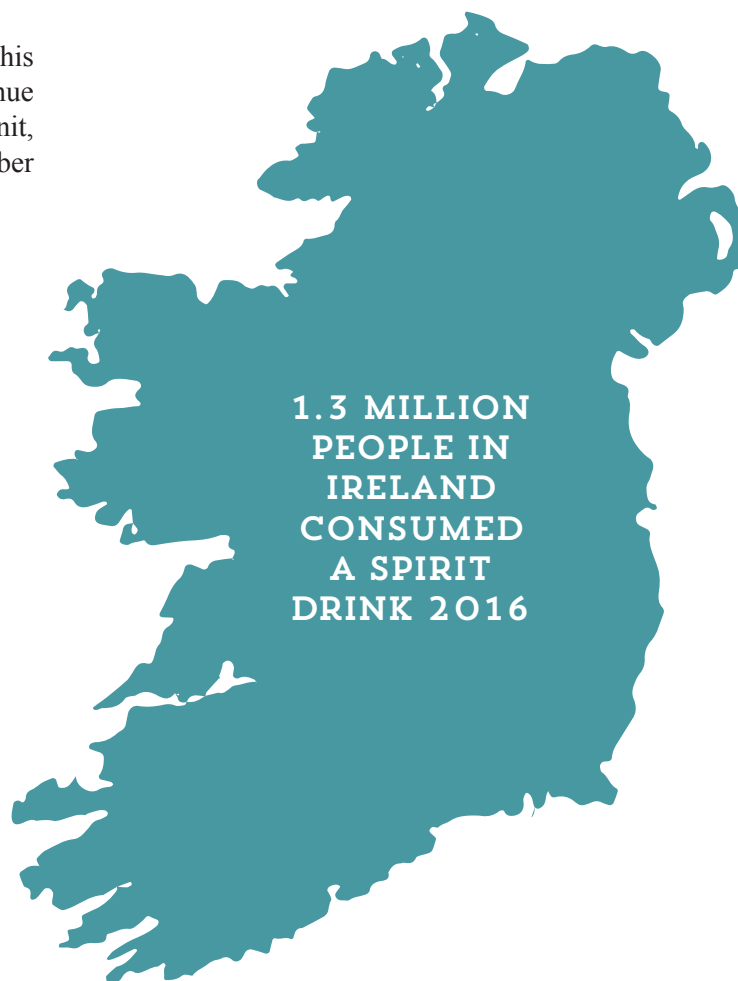 his
nue
nit,
ber
1.3 MILLION
PEOPLE IN
IRELAND
CONSUMED
A SPIRIT
DRINK 2016